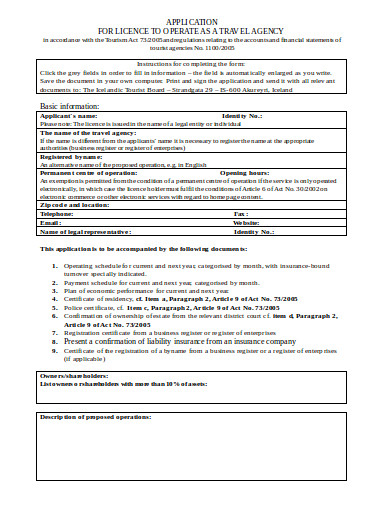 APPLICATION
FOR LICENCE TO OPERATE AS A TRAVEL AGENCY
in accordance with the Tourism Act 73/2005 and regulations relating to the accounts and financial statements of
tourist agencies No. 1100/2005
Instructions for completing the form:
Click the grey fields in order to fill in information – the field is automatically enlarged as you write.
Save the document in your own computer. Print and sign the application and send it with all relevant
documents to: The Icelandic Tourist Board – Strandgata 29 – IS-600 Akureyri, Iceland
Basic information:
Applicant's name: Identity No.:
Please note: The licence is issued in the name of a legal entity or individual
The name of the travel agency:
If the name is different from the applicants' name it is necessary to register the name at the appropriate
authorities (business register or register of enterprises)
Registered byname:
An alternative name of the proposed operation, e.g. in English
Permanent centre of operation: Opening hours:
An exemption is permitted from the condition of a permanent centre of operation if the service is only operated
electronically, in which case the licence holder must fulfil the conditions of Article 6 of Act No. 30/2002 on
electronic commerce or other electronic services with regard to home page content.
Zip code and location:
Telephone: Fax :
Email : Website:
Name of legal representative : Identity No.:
This application is to be accompanied by the following documents:
1. Operating schedule for current and next year, categorised by month, with insurance-bound
turnover specially indicated.
2. Payment schedule for current and next year, categorised by month.
3. Plan of economic performance for current and next year.
4. Certificate of residency, cf. Item a, Paragraph 2, Article 9 of Act No. 73/2005
5. Police certificate, cf. Item c, Paragraph 2, Article 9 of Act No. 73/2005
6. Confirmation of ownership of estate from the relevant district court cf. item d, Paragraph 2,
Article 9 of Act No. 73/2005
7. Registration certificate from a business register or register of enterprises
8. Present a confirmation of liability insurance from an insurance company
9. Certificate of the registration of a byname from a business register or a register of enterprises
(if applicable)
Owners/shareholders:
List owners or shareholders with more than 10% of assets:
Description of proposed operations: